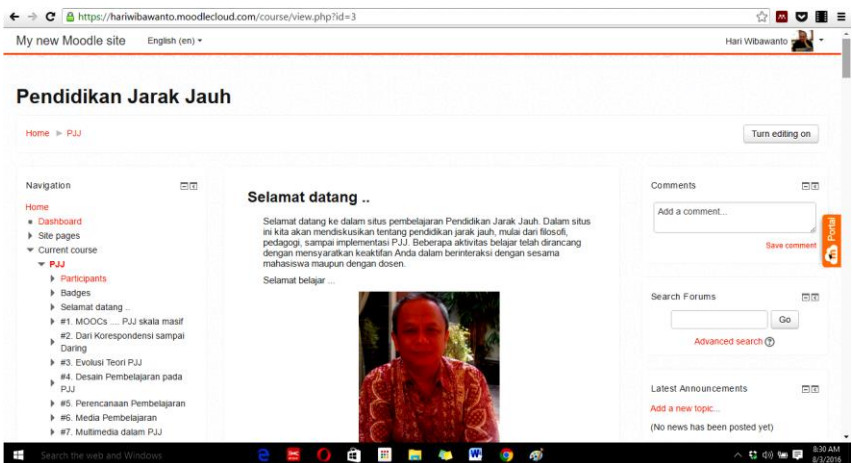 https://hariwibawanto.moodlecloud.com/course/view.php?id=3
My new Moodle site English (en)
Hari Wibawanto
Pendidikan Jarak Jauh
Home PJJ
Turn editing on
Navigation
Home
Dashboard
Site pages
Current course
PJJ
Participants
Badges
Selamat datang ..
#1. MOOCs .... PJJ skala masif
#2. Dari Korespondensi sampai
Daring
#3. Evolusi Teori PJJ
#4. Desain Pembelajaran pada
PJJ
#5. Perencanaan Pembelajaran
#6. Media Pembelajaran
#7. Multimedia dalam PJJ
Selamat datang ..
Selamat datang ke dalam situs pembelajaran Pendidikan Jarak Jauh. Dalam situs
ini kita akan mendiskusikan tentang pendidikan jarak jauh, mulai dari filosofi,
pedagogi, sampai implementasi PJJ. Beberapa aktivitas belajar telah dirancang
dengan mensyaratkan keaktifan Anda dalam berinteraksi dengan sesama
mahasiswa maupun dengan dosen.
Selamat belajar ...
Comments
Add a comment...
Save comment
Portal
Search Forums
Go
Advanced search
Latest Announcements
Add a new topic...
(No news has been posted yet)
Search the web and Windows
8:30 AM
8/3/2016